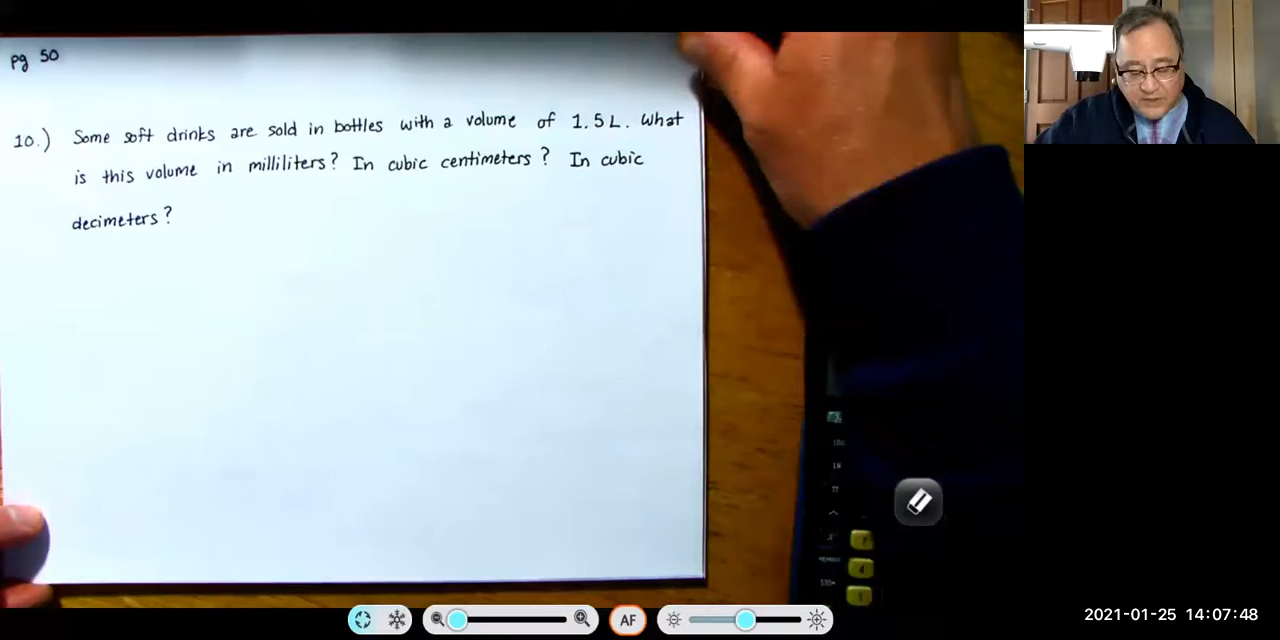 pg 50
10.) Some soft drinks are sold in bottles with a volume of 1.5 L. What
is this volume in milliliters? In cubic centimeters? In cubic
decimeters?
AF
2021-01-25 14:07:48